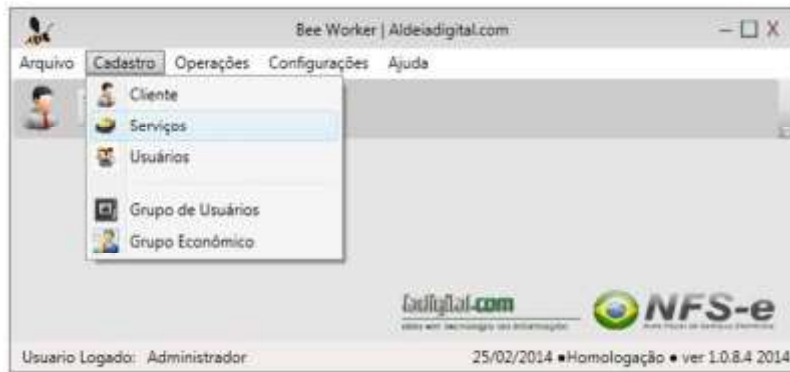 Bee Worker | Aldeiadigital.com
Arquivo Cadastro Operações Configurações Ajuda
Cliente
Serviços
Usuários
Grupo de Usuários
Grupo Econômico
.com NFS-e
Usuario Logado: Administrador 25/02/2014 ●Homologação ● ver 1.0.8.4 2014